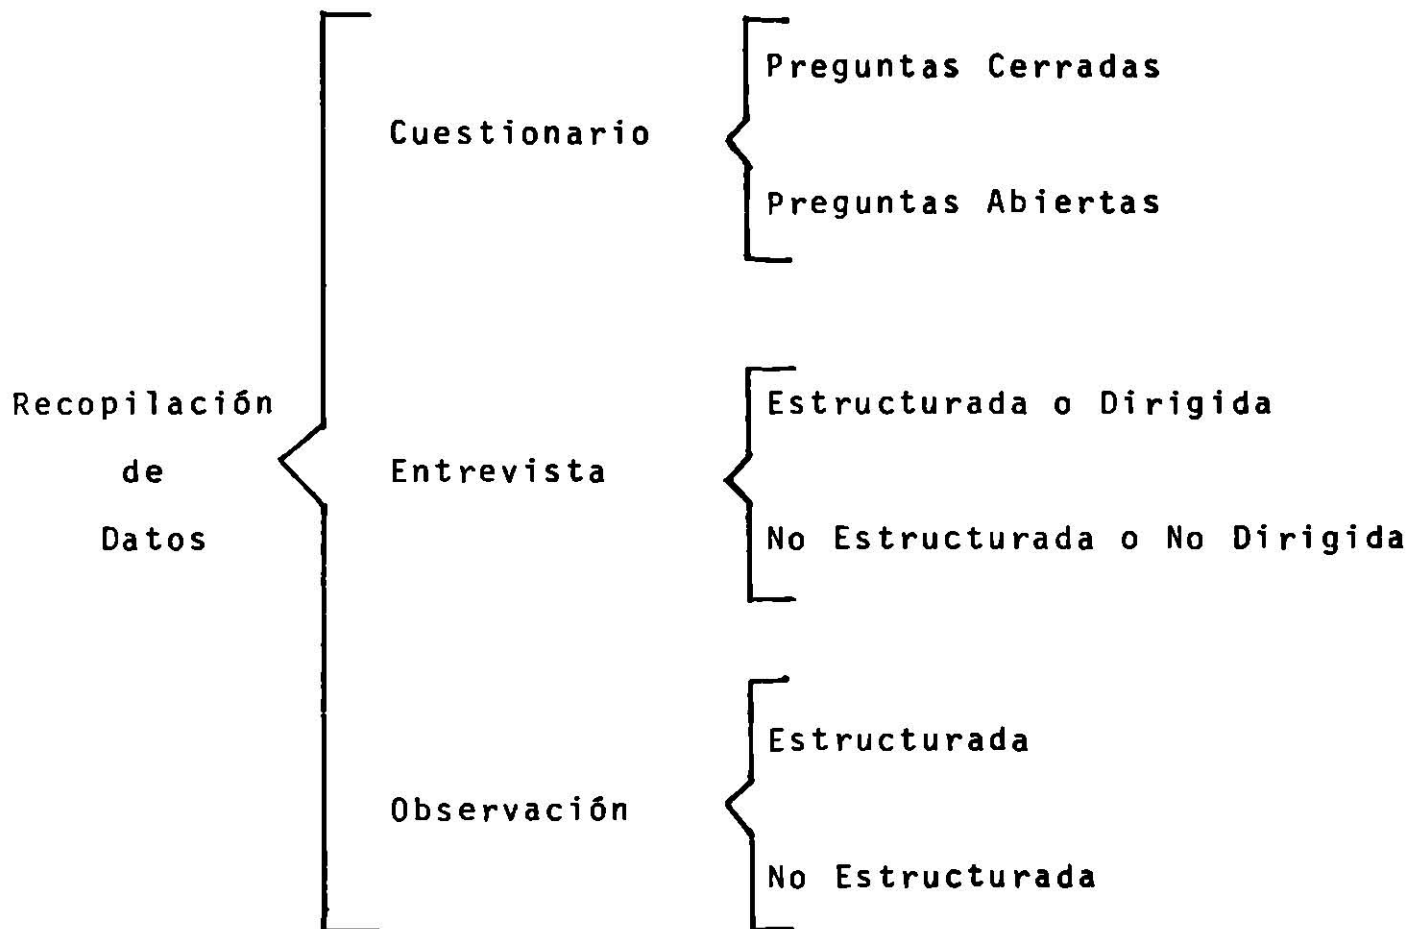 Recopilación
de
Datos
Cuestionario
Preguntas Cerradas
Preguntas Abiertas
Entrevista
Estructurada o Dirigida
No Estructurada o No Dirigida
Observación
Estructurada
No Estructurada